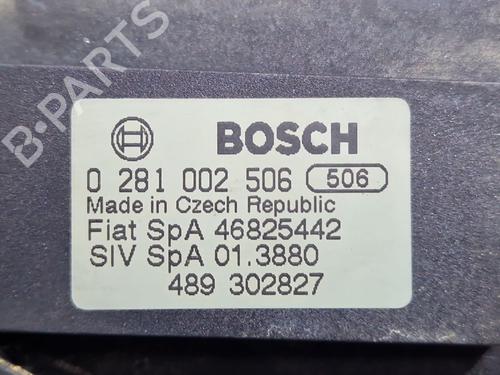 B-PARTS
BOSCH
0 281 002 506 506
Made in Czech Republic
Fiat SpA 46825442
SIV SpA 01.3880
489 302827